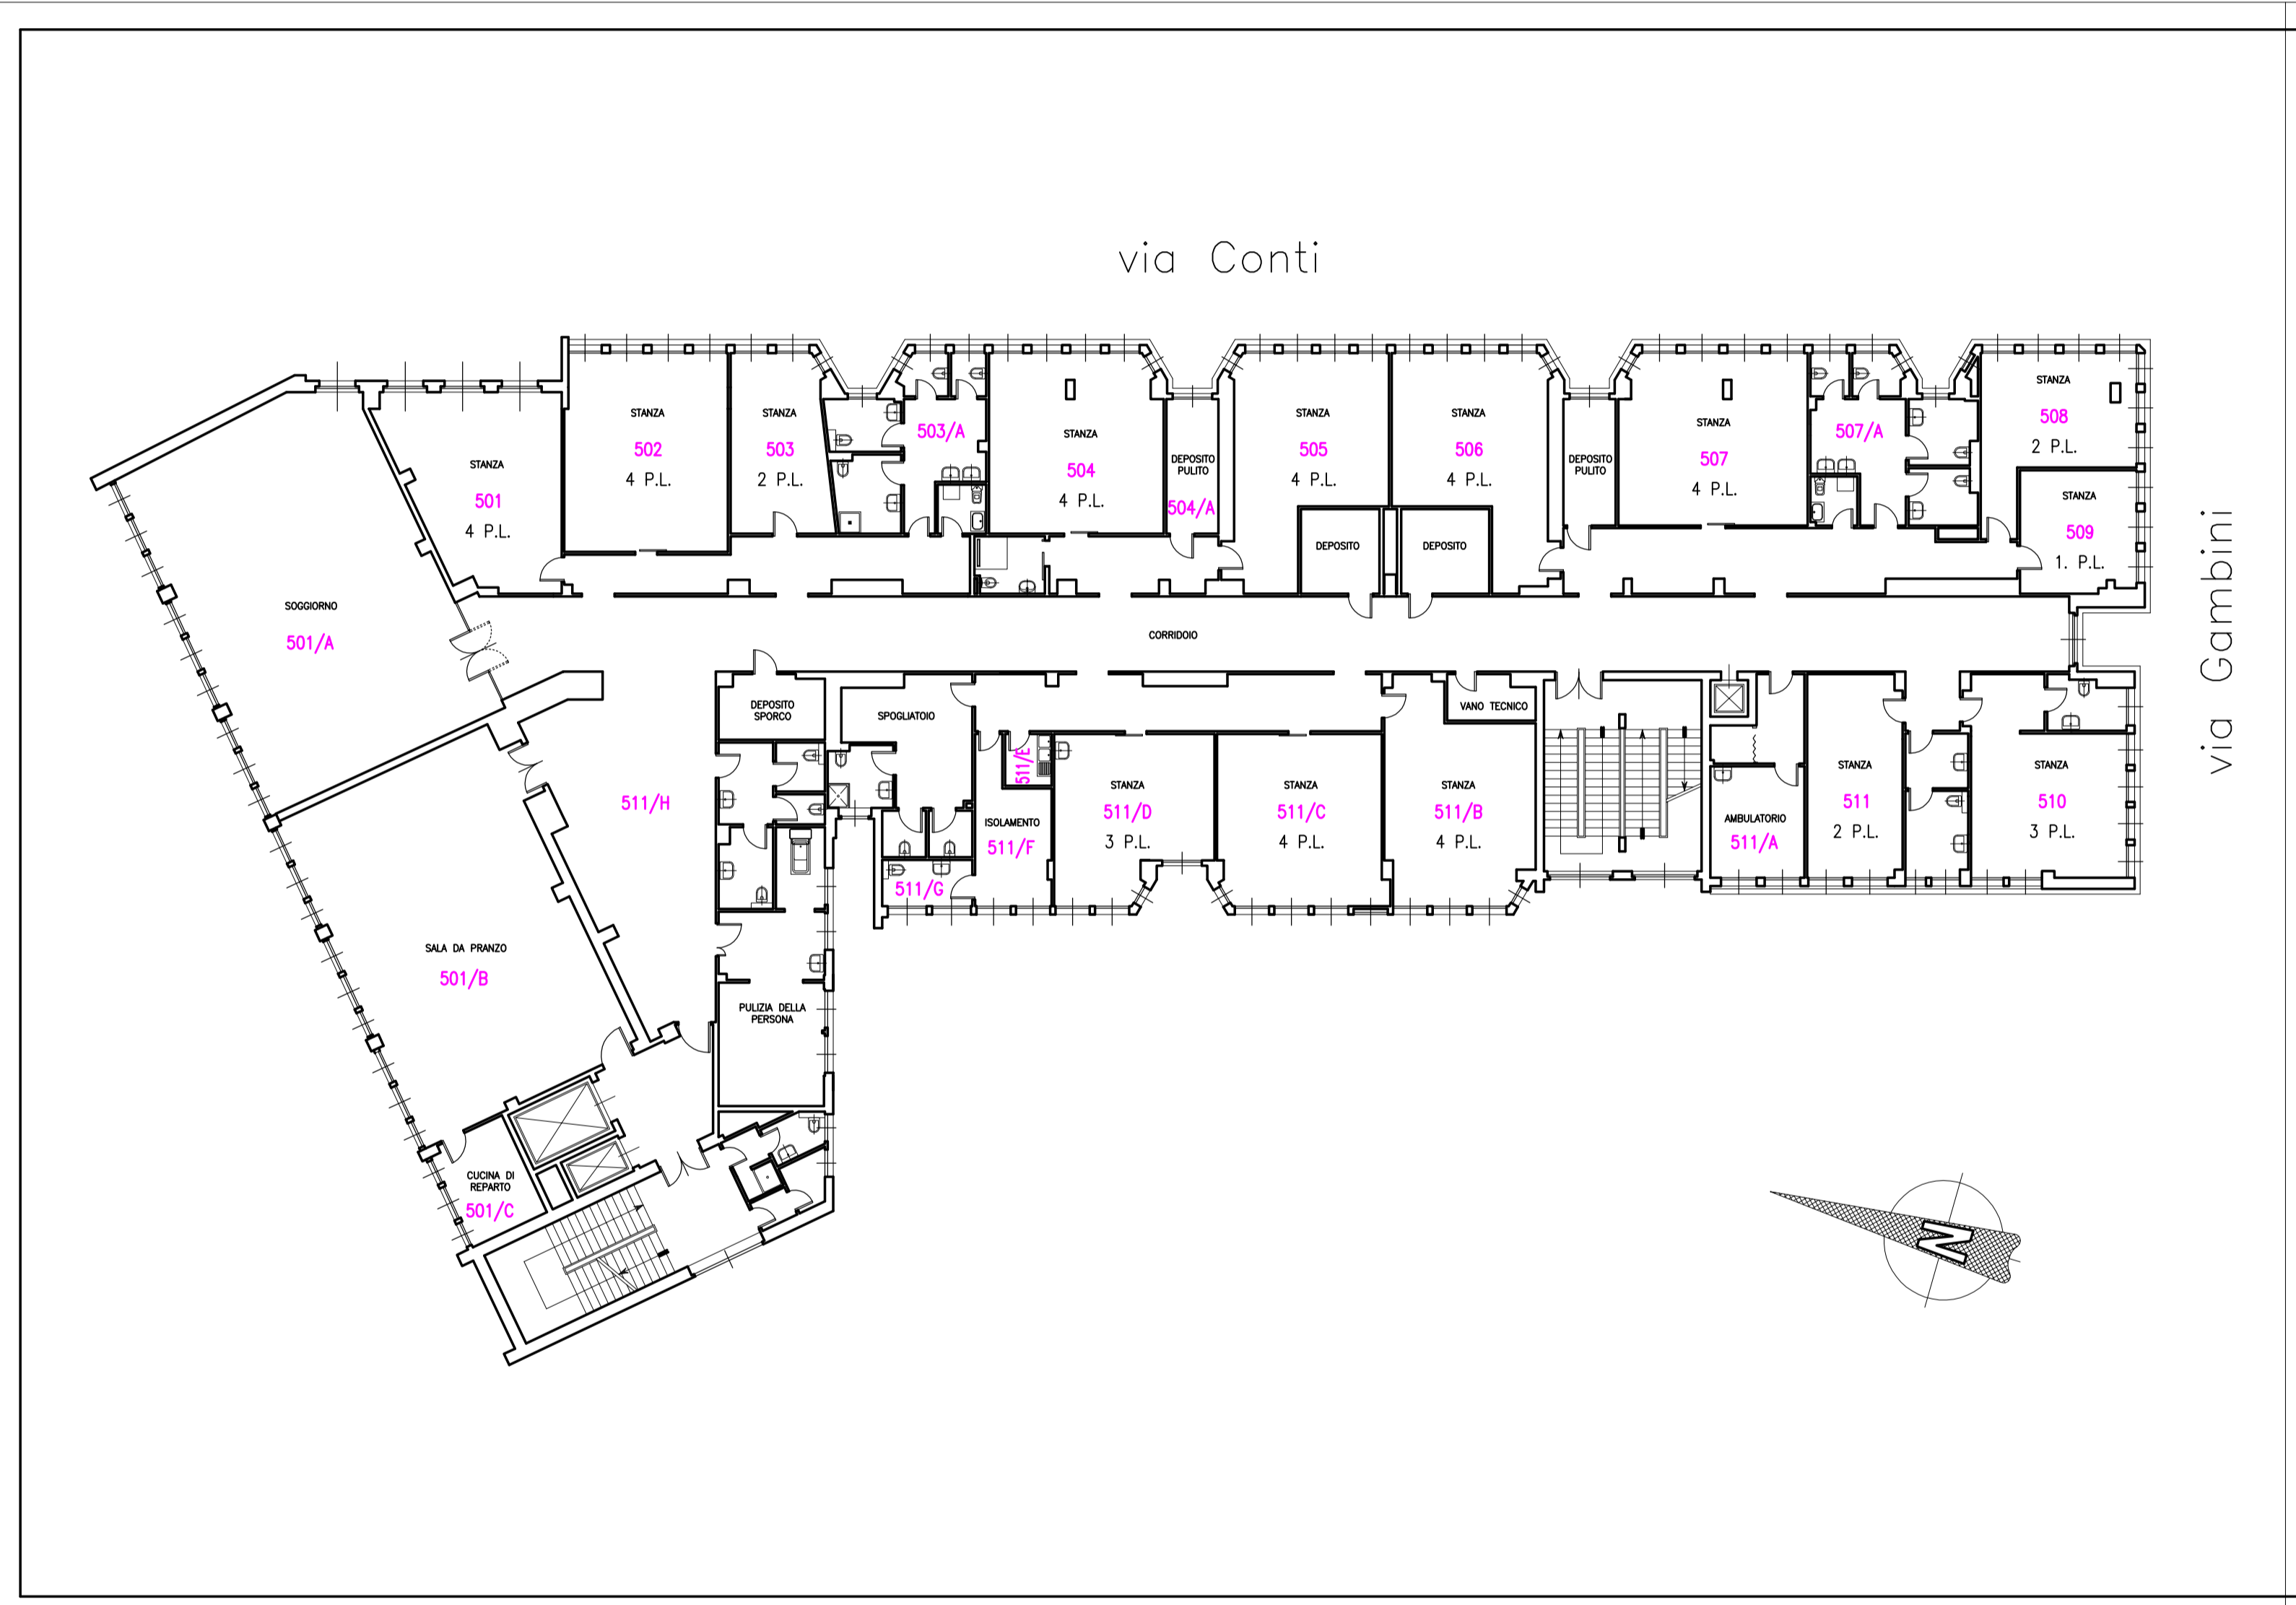 via Conti
STANZA
501
4 P.L.
STANZA
502
4 P.L.
STANZA
503
2 P.L.
503/A
STANZA
504
4 P.L.
DEPOSITO
PULITO
504/A
STANZA
505
4 P.L.
DEPOSITO
STANZA
506
4 P.L.
DEPOSITO
DEPOSITO
PULITO
STANZA
507
4 P.L.
507/A
STANZA
508
2 P.L.
STANZA
509
1. P.L.
via Gambini
SOGGIORNO
501/A
CORRIDOIO
DEPOSITO
SPORCO
SPOGLIATOIO
VANO TECNICO
511/H
511/E
ISOLAMENTO
511/F
511/G
STANZA
511/D
3 P.L.
STANZA
511/C
4 P.L.
STANZA
511/B
4 P.L.
AMBULATORIO
511/A
STANZA
511
2 P.L.
STANZA
510
3 P.L.
SALA DA PRANZO
501/B
PULIZIA DELLA
PERSONA
CUCINA DI
REPARTO
501/C
N